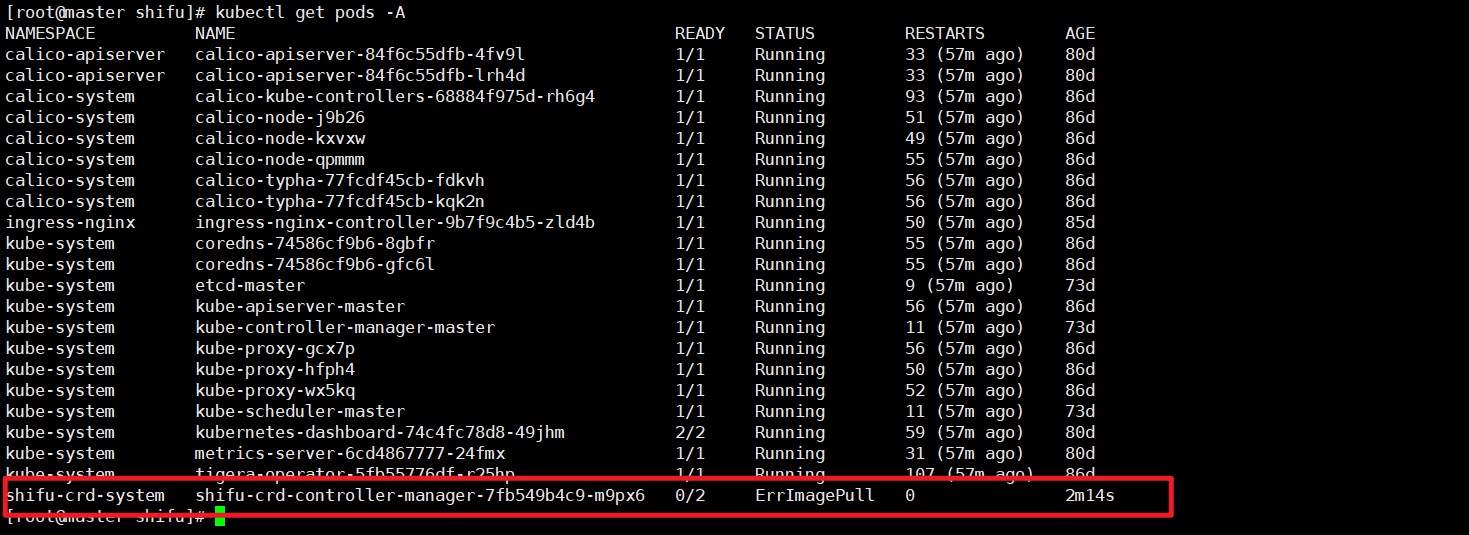 [root@master shifu]# kubectl get pods -A
NAMESPACE NAME READY STATUS RESTARTS AGE
calico-apiserver calico-apiserver-84f6c55dfb-4fv9l 1/1 Running 33 (57m ago) 80d
calico-apiserver calico-apiserver-84f6c55dfb-lrh4d 1/1 Running 33 (57m ago) 80d
calico-system calico-kube-controllers-68884f975d-rh6g4 1/1 Running 93 (57m ago) 86d
calico-system calico-node-j9b26 1/1 Running 51 (57m ago) 86d
calico-system calico-node-kxvxw 1/1 Running 49 (57m ago) 86d
calico-system calico-node-qpmmm 1/1 Running 55 (57m ago) 86d
calico-system calico-typha-77fcdf45cb-fdkvh 1/1 Running 56 (57m ago) 86d
calico-system calico-typha-77fcdf45cb-kqk2n 1/1 Running 56 (57m ago) 86d
ingress-nginx ingress-nginx-controller-9b7f9c4b5-zld4b 1/1 Running 50 (57m ago) 85d
kube-system coredns-74586cf9b6-8gbfr 1/1 Running 55 (57m ago) 86d
kube-system coredns-74586cf9b6-gfc6l 1/1 Running 55 (57m ago) 86d
kube-system etcd-master 1/1 Running 9 (57m ago) 73d
kube-system kube-apiserver-master 1/1 Running 56 (57m ago) 86d
kube-system kube-controller-manager-master 1/1 Running 11 (57m ago) 73d
kube-system kube-proxy-gcx7p 1/1 Running 56 (57m ago) 86d
kube-system kube-proxy-hfph4 1/1 Running 50 (57m ago) 86d
kube-system kube-proxy-wx5kq 1/1 Running 52 (57m ago) 86d
kube-system kube-scheduler-master 1/1 Running 11 (57m ago) 73d
kube-system kubernetes-dashboard-74c4fc78d8-49jhm 2/2 Running 59 (57m ago) 80d
kube-system metrics-server-6cd4867777-24fmx 1/1 Running 31 (57m ago) 80d
kube-system tigera-operator-5fb55776df-r25hp 1/1 Running 107 (57m ago) 86d
shifu-crd-system shifu-crd-controller-manager-7fb549b4c9-m9px6 0/2 ErrImagePull 0 2m14s
[root@master shifu]#